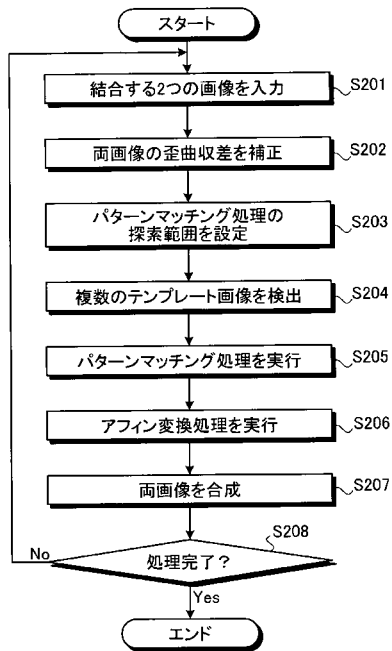 スタート
結合する2つの画像を入力
S201
両画像の歪曲収差を補正
S202
パターンマッチング処理の
探索範囲を設定
S203
複数のテンプレート画像を検出
S204
パターンマッチング処理を実行
S205
アフィン変換処理を実行
S206
両画像を合成
S207
S208
処理完了?
No
Yes
エンド